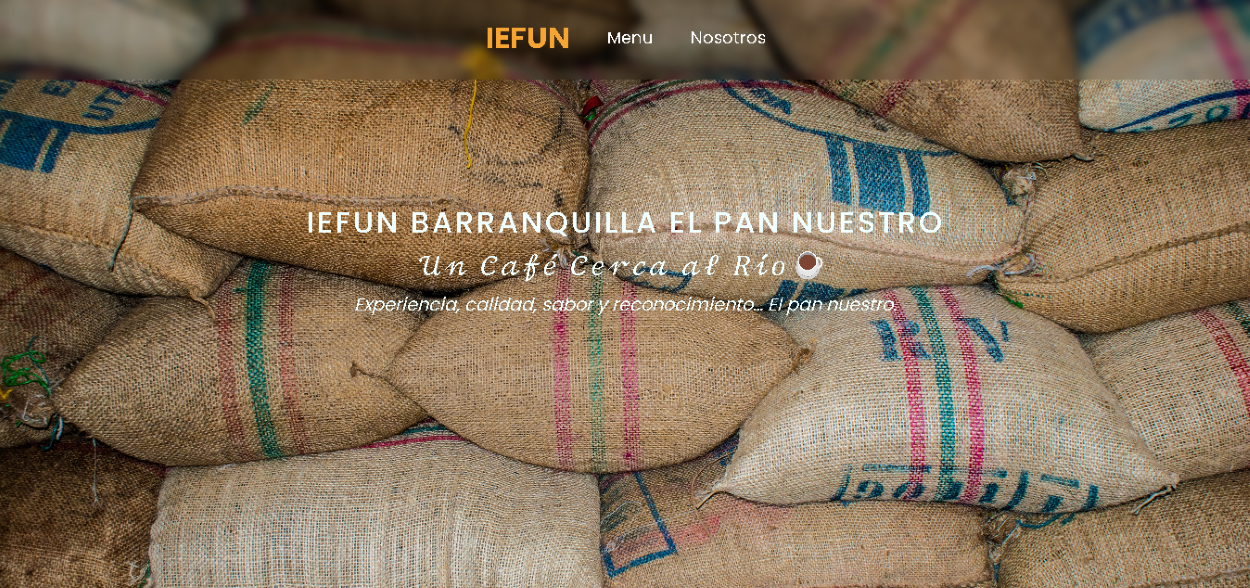 IEFUN Menu Nosotros
IEFUN BARRANQUILLA EL PAN NUESTRO
Un Café Cerca al Río ☕
Experiencia, calidad, sabor y reconocimiento... El pan nuestro